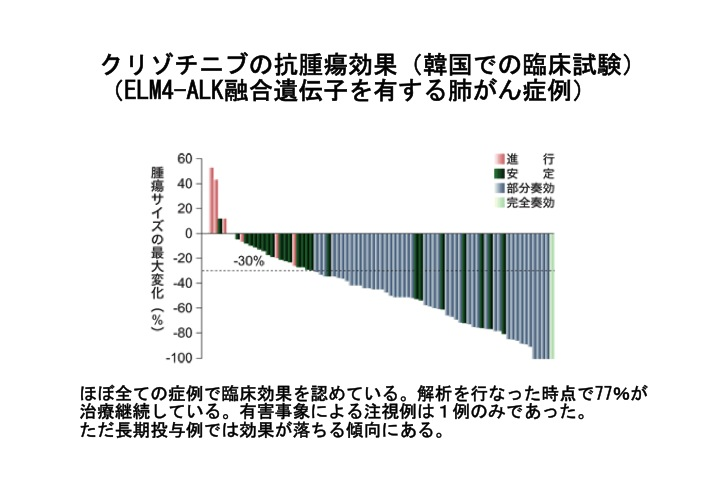 クリゾチニブの抗腫瘍効果（韓国での臨床試験）
（ELM4-ALK融合遺伝子を有する肺がん症例）
腫瘍サイズの最大変化（%）
60
40
20
0
-20
-40
-60
-80
-100
-30%
進　行
安　定
部分奏効
完全奏効
ほぼ全ての症例で臨床効果を認めている。解析を行なった時点で77%が
治療継続している。有害事象による注視例は１例のみであった。
ただ長期投与例では効果が落ちる傾向にある。